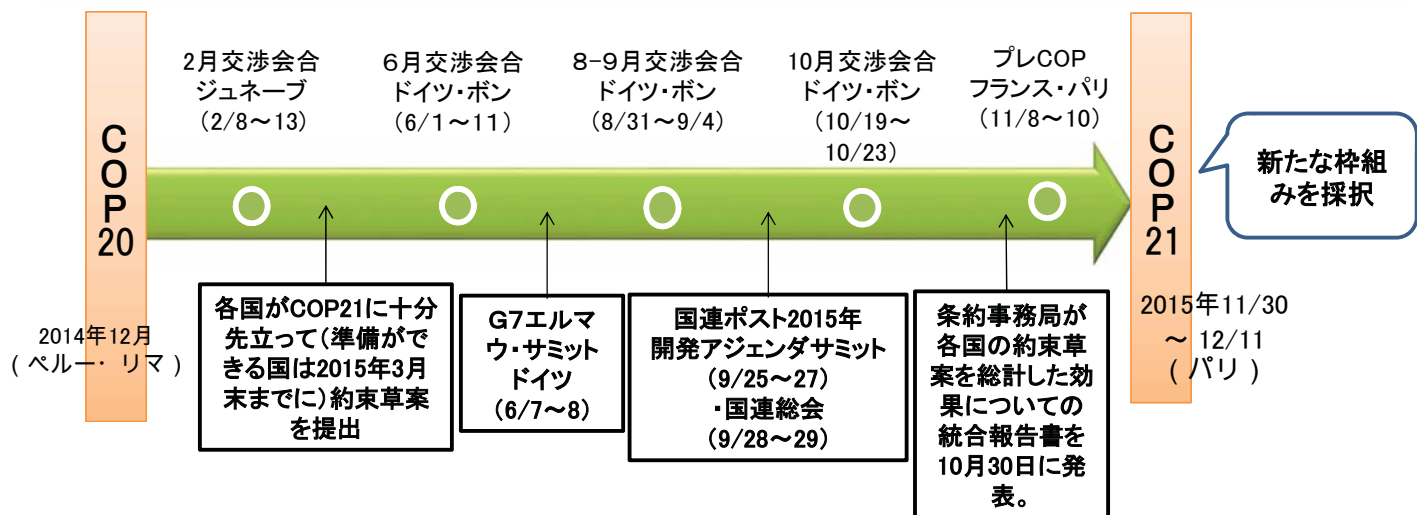 COP20
2014年12月
(ペルー・ リマ)
2月交渉会合
ジュネーブ
(2/8~13)
6月交渉会合
ドイツ・ボン
(6/1~11)
8-9月交渉会合
ドイツ・ボン
(8/31~9/4)
10月交渉会合
ドイツ・ボン
(10/19~
10/23)
プレCOP
フランス・パリ
(11/8~10)
COP21
2015年11/30
~ 12/11
(パリ)
新たな枠組
みを採択
各国がCOP21に十分
先立って(準備がで
きる国は2015年3月
末までに)約束草案
を提出
G7エルマ
ウ・サミット
ドイツ
(6/7~8)
国連ポスト2015年
開発アジェンダサミット
(9/25~27)
・国連総会
(9/28~29)
条約事務局が
各国の約束草
案を総計した効
果についての
統合報告書を
10月30日に発
表。